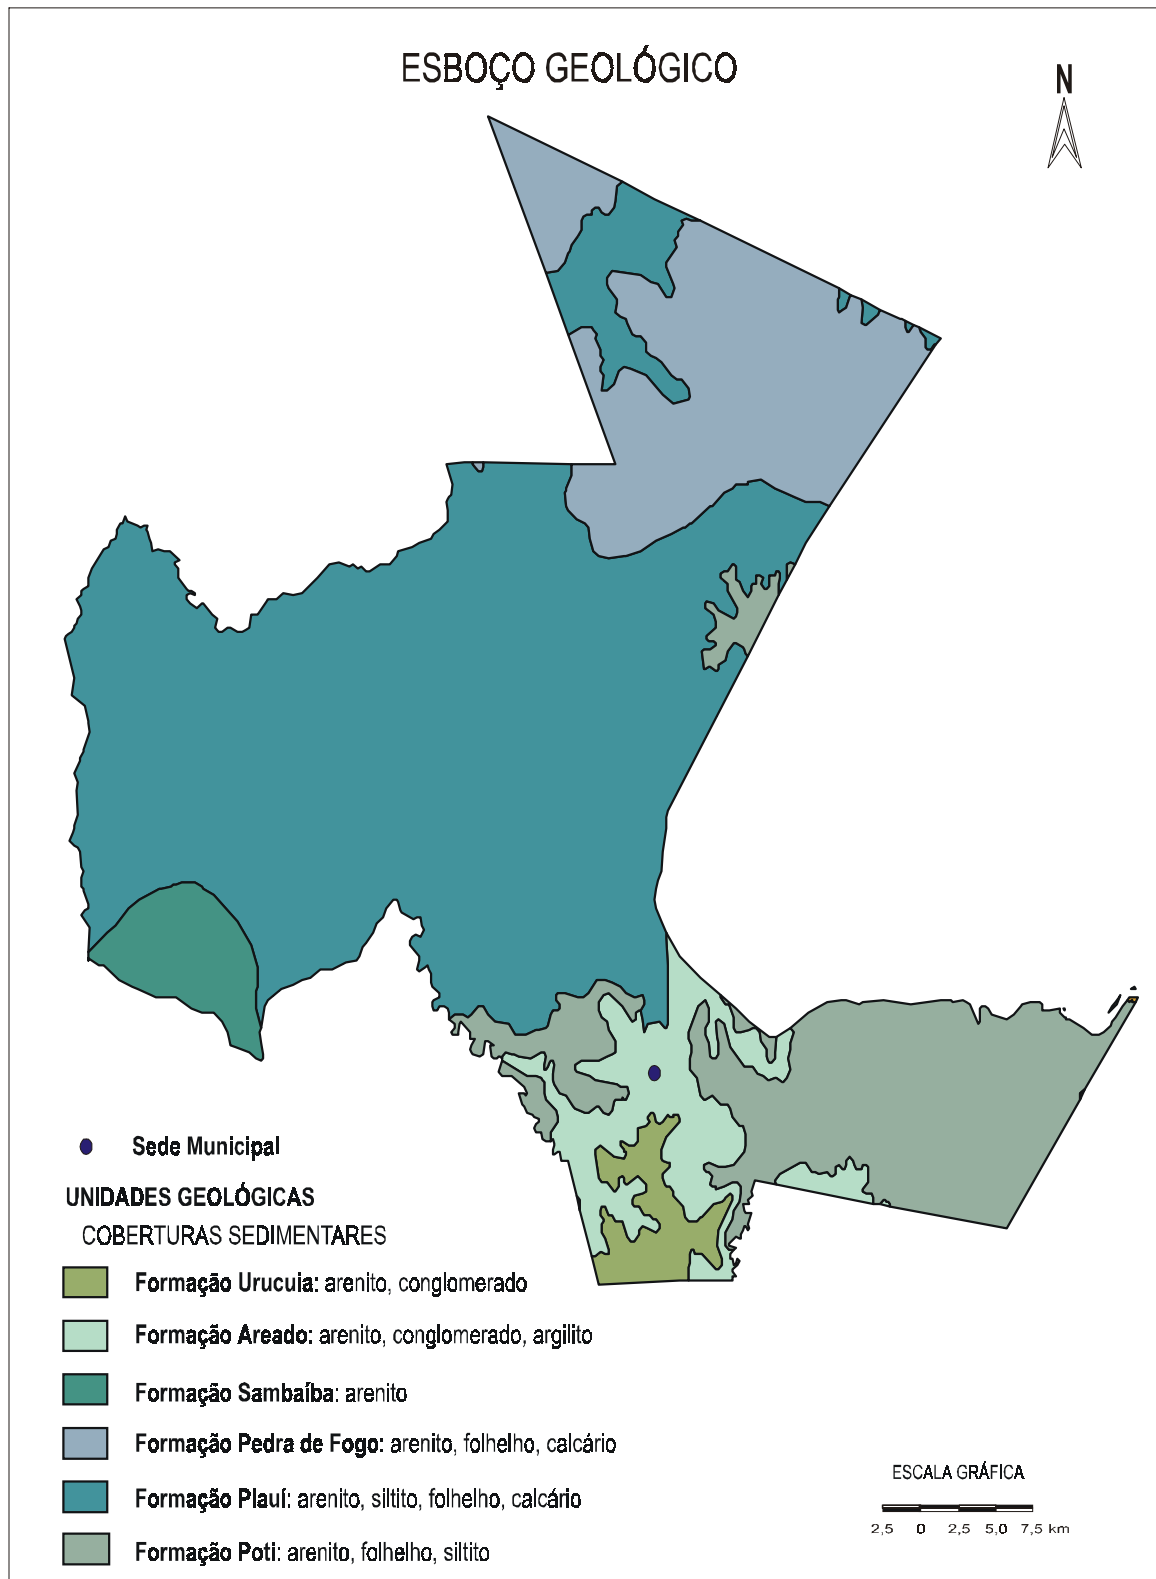 ESBOÇO GEOLÓGICO
N
Sede Municipal
UNIDADES GEOLÓGICAS
COBERTURAS SEDIMENTARES
Formação Urucuia: arenito, conglomerado
Formação Areado: arenito, conglomerado, argilito
Formação Sambaíba: arenito
Formação Pedra de Fogo: arenito, folhelho, calcário
Formação Piauí: arenito, siltito, folhelho, calcário
Formação Poti: arenito, folhelho, siltito
ESCALA GRÁFICA
2,5 0 2,5 5,0 7,5 km